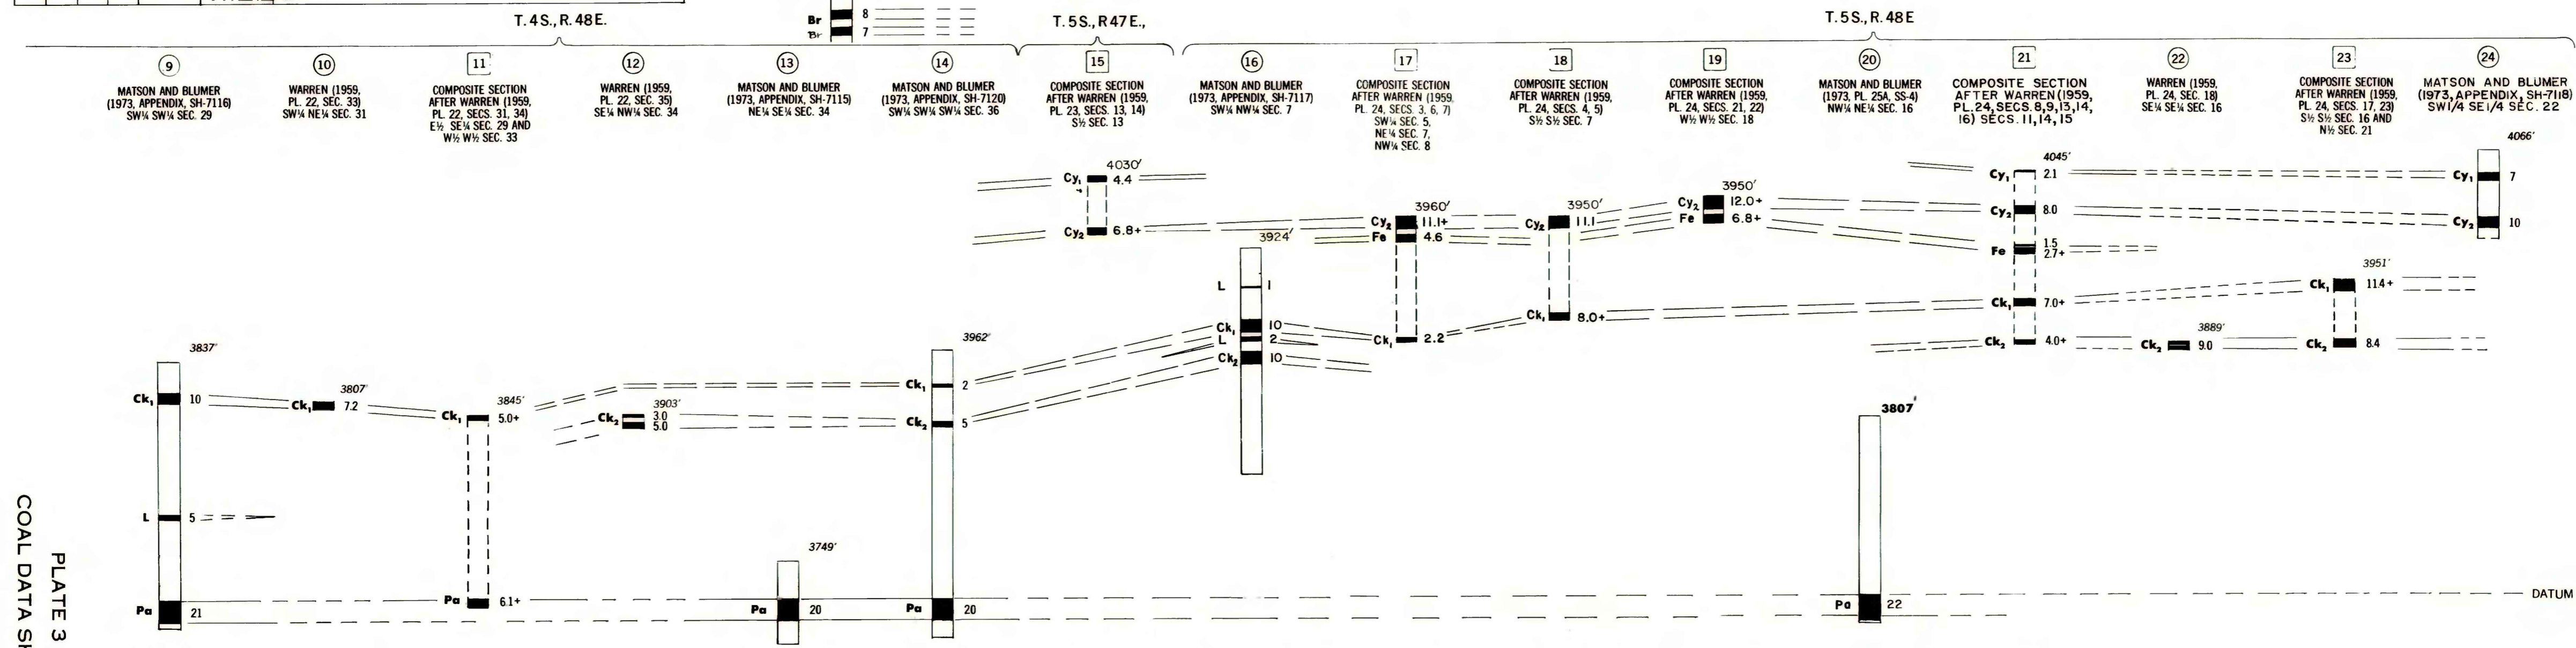 T. 4 S., R. 48 E.
Br 8
Br 7
T. 5S., R 47 E.,
T. 5S., R. 48 E
9
MATSON AND BLUMER
(1973, APPENDIX, SH-7116)
SW¼ SW¼ SEC. 29
10
WARREN (1959,
PL. 22, SEC. 33)
SW¼ NE¼ SEC. 31
11
COMPOSITE SECTION
AFTER WARREN (1959,
PL. 22, SECS. 31, 34)
E½ SE¼ SEC. 29 AND
W½ W½ SEC. 33
12
WARREN (1959,
PL. 22, SEC. 35)
SE¼ NW¼ SEC. 34
13
MATSON AND BLUMER
(1973, APPENDIX, SH-7115)
NE¼ SE¼ SEC. 34
14
MATSON AND BLUMER
(1973, APPENDIX, SH-7120)
SW¼ SW¼ SW¼ SEC. 36
15
COMPOSITE SECTION
AFTER WARREN (1959,
PL. 23, SECS. 13, 14)
S½ SEC. 13
16
MATSON AND BLUMER
(1973, APPENDIX, SH-7117)
SW¼ NW¼ SEC. 7
17
COMPOSITE SECTION
AFTER WARREN (1959,
PL. 24, SECS. 3, 6, 7)
SW¼ SEC. 5,
NE¼ SEC. 7,
NW¼ SEC. 8
18
COMPOSITE SECTION
AFTER WARREN (1959,
PL. 24, SECS. 4, 5)
S½ S½ SEC. 7
19
COMPOSITE SECTION
AFTER WARREN (1959,
PL. 24, SECS. 21, 22)
W½ W½ SEC. 18
20
MATSON AND BLUMER
(1973, PL. 25A, SS-4)
NW¼ NE¼ SEC. 16
21
COMPOSITE SECTION
AFTER WARREN (1959,
PL. 24, SECS. 8,9,13,14,
16) SECS. 11, 14, 15
22
WARREN (1959,
PL. 24, SEC. 18)
SE¼ SE¼ SEC. 16
23
COMPOSITE SECTION
AFTER WARREN (1959,
PL. 24, SECS. 17, 23)
S½ S½ SEC. 16 AND
N½ SEC. 21
24
MATSON AND BLUMER
(1973, APPENDIX, SH-7118)
SW1/4 SE1/4 SEC. 22
3837'
Ck₁ 10
L 5
Pa 21
3807'
Ck₁ 7.2
3845'
Ck₁ 5.0+
Pa 6.1+
3903'
Ck₂ 3.0
5.0
3749'
Pa 20
3962'
Ck₁ 2
Ck₂ 5
Pa 20
4030'
Cy₁ 4.4
Cy₂ 6.8+
3924'
L 1
Ck₁ 10
L 2
Ck₂ 10
3960'
Cy₂ 11.1+
Fe 4.6
Ck₁ 2.2
3950'
Cy₂ 11.1
Ck₁ 8.0+
3950'
Cy₂ 12.0+
Fe 6.8+
3807'
Pa 22
4045'
Cy₁ 2.1
Cy₂ 8.0
1.5
Fe 2.7+
Ck₁ 7.0+
Ck₂ 4.0+
3889'
Ck₂ 9.0
3951'
Ck₁ 11.4+
Ck₂ 8.4
4066'
Cy₁ 7
Cy₂ 10
DATUM
PLATE 3
COAL DATA